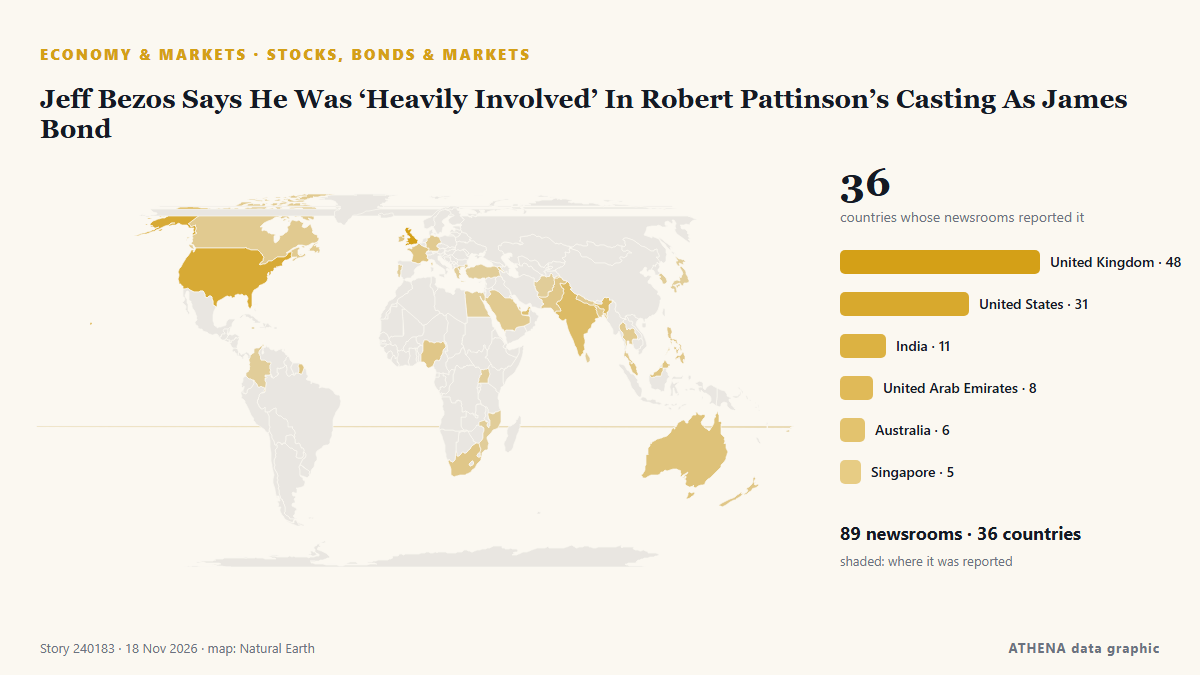 ECONOMY & MARKETS · STOCKS, BONDS & MARKETS
Jeff Bezos Says He Was ‘Heavily Involved’ In Robert Pattinson’s Casting As James
Bond
36
countries whose newsrooms reported it
United Kingdom · 48
United States · 31
India · 11
United Arab Emirates · 8
Australia · 6
Singapore · 5
89 newsrooms · 36 countries
shaded: where it was reported
Story 240183 · 18 Nov 2026 · map: Natural Earth
ATHENA data graphic